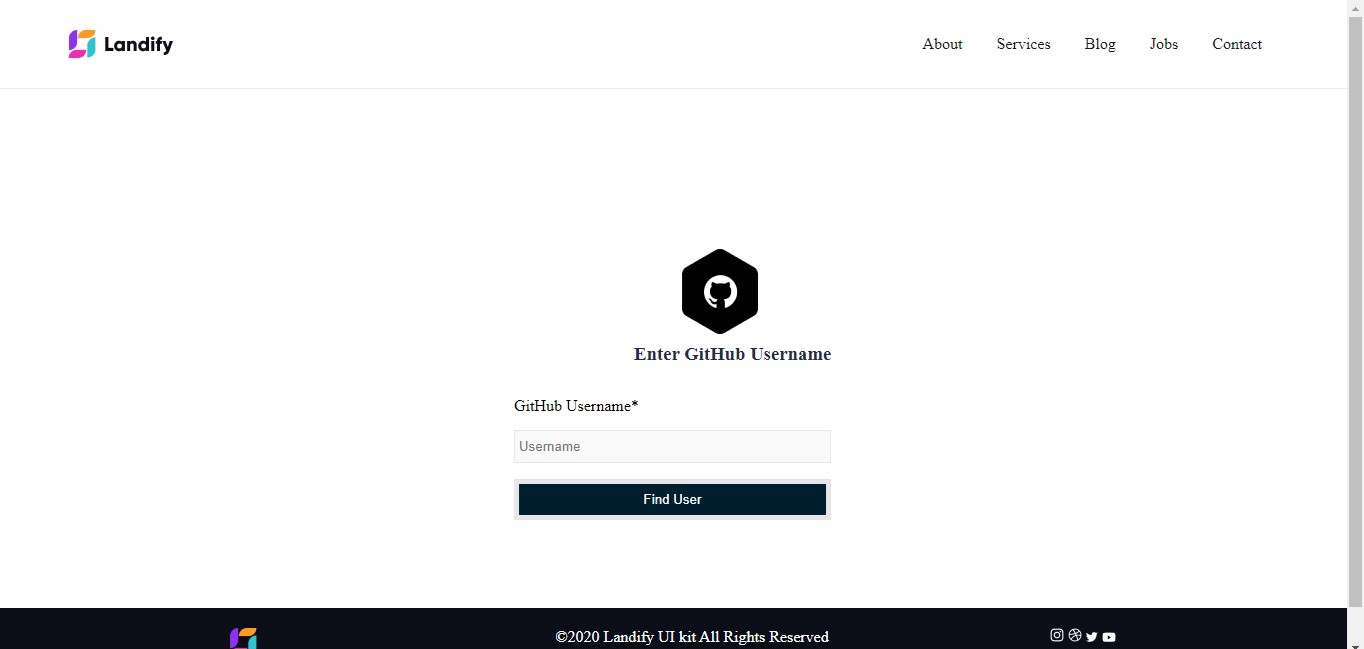 Landify
About
Services
Blog
Jobs
Contact
Enter GitHub Username
GitHub Username*
Username
Find User
©2020 Landify UI kit All Rights Reserved